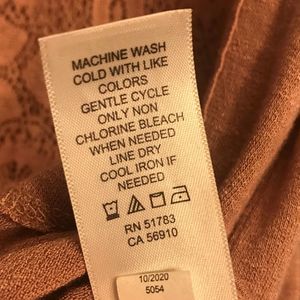 MACHINE WASH
COLD WITH LIKE
COLORS
GENTLE CYCLE
ONLY NON
CHLORINE BLEACH
WHEN NEEDED
LINE DRY
COOL IRON IF
NEEDED
RN 51783
CA 56910
10/2020
5054